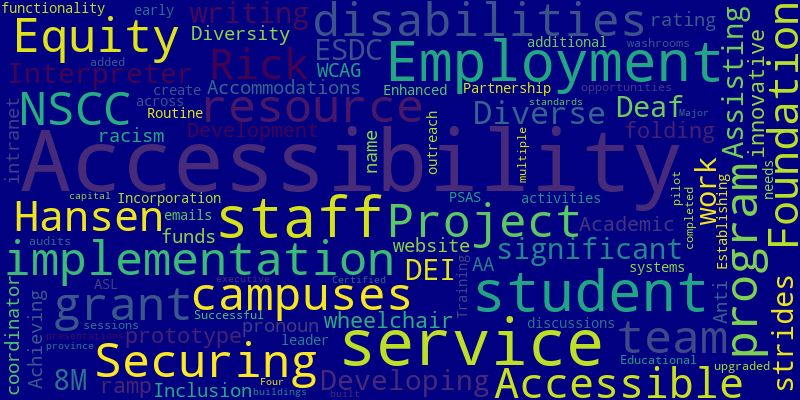 functionality
early
writing
disabilities
rating
Foundation
Equity
Diversity
ESDC
additional
washrooms
Assisting
innovative
added
Rick
Employment
Interpreter
WCAG
create
Accommodations
Enhanced
Partnership
opportunities
NSCC
across
resource
Diverse
standards
Deaf
Major
intranet
Routine
racism
Development
name
outreach
multiple
folding
needs
Accessibility
work
pilot
completed
Establishing
program
capital
Incorporation
PSAS
activities
Hansen
emails
staff
Project
Academic
funds
website
significant
audits
implementation
DEI
AA
systems
ASL
executive
Certified
Training
student
Anti
strides
coordinator
Achieving
grant
campuses
sessions
Successful
pronoun
wheelchair
discussions
team
presentations
prototype
leader
province
Securing
service
Educational
upgraded
8M
ramp
Inclusion
Four
buildings
Developing
built
Accessible